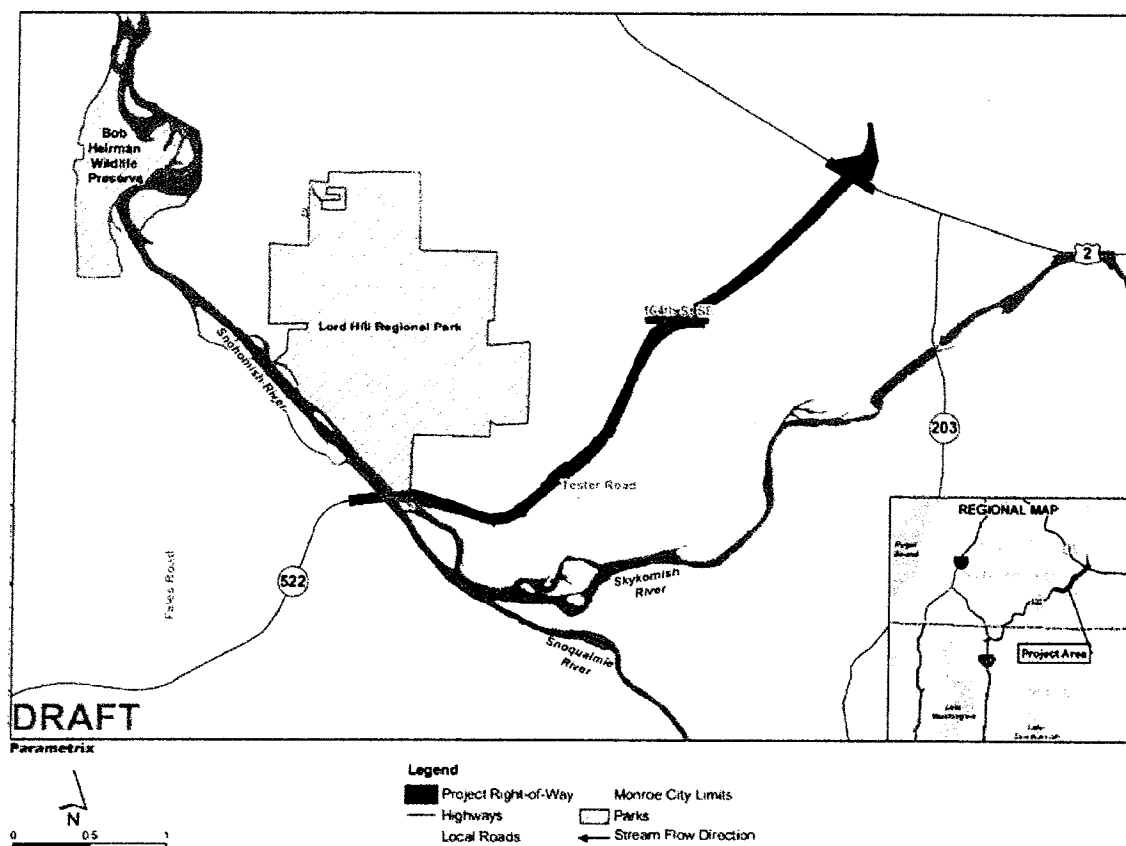 Bob
Heirman
Wildlife
Preserve
2
164th St SE
Lord Hill Regional Park
Snohomish River
203
Tester Road
REGIONAL MAP
Puget
Sound
522
Fales Road
Skykomish
River
Snoqualmie
River
Project Area
Lake
Washington
Lake
DRAFT
Parametrix
N
0 0.5 1
Legend
Project Right-of-Way
Highways
Local Roads
Monroe City Limits
Parks
Stream Flow Direction